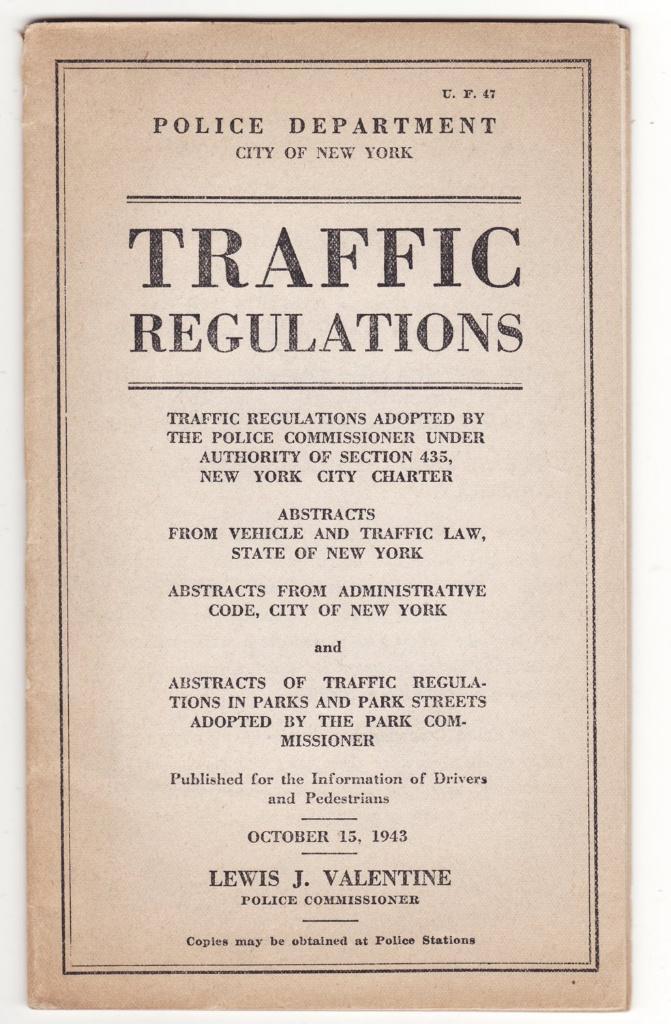 U. F. 47
POLICE DEPARTMENT
CITY OF NEW YORK
TRAFFIC
REGULATIONS
TRAFFIC REGULATIONS ADOPTED BY
THE POLICE COMMISSIONER UNDER
AUTHORITY OF SECTION 435,
NEW YORK CITY CHARTER
ABSTRACTS
FROM VEHICLE AND TRAFFIC LAW,
STATE OF NEW YORK
ABSTRACTS FROM ADMINISTRATIVE
CODE, CITY OF NEW YORK
and
ABSTRACTS OF TRAFFIC REGULA-
TIONS IN PARKS AND PARK STREETS
ADOPTED BY THE PARK COM-
MISSIONER
Published for the Information of Drivers
and Pedestrians
OCTOBER 15, 1943
LEWIS J. VALENTINE
POLICE COMMISSIONER
Copies may be obtained at Police Stations